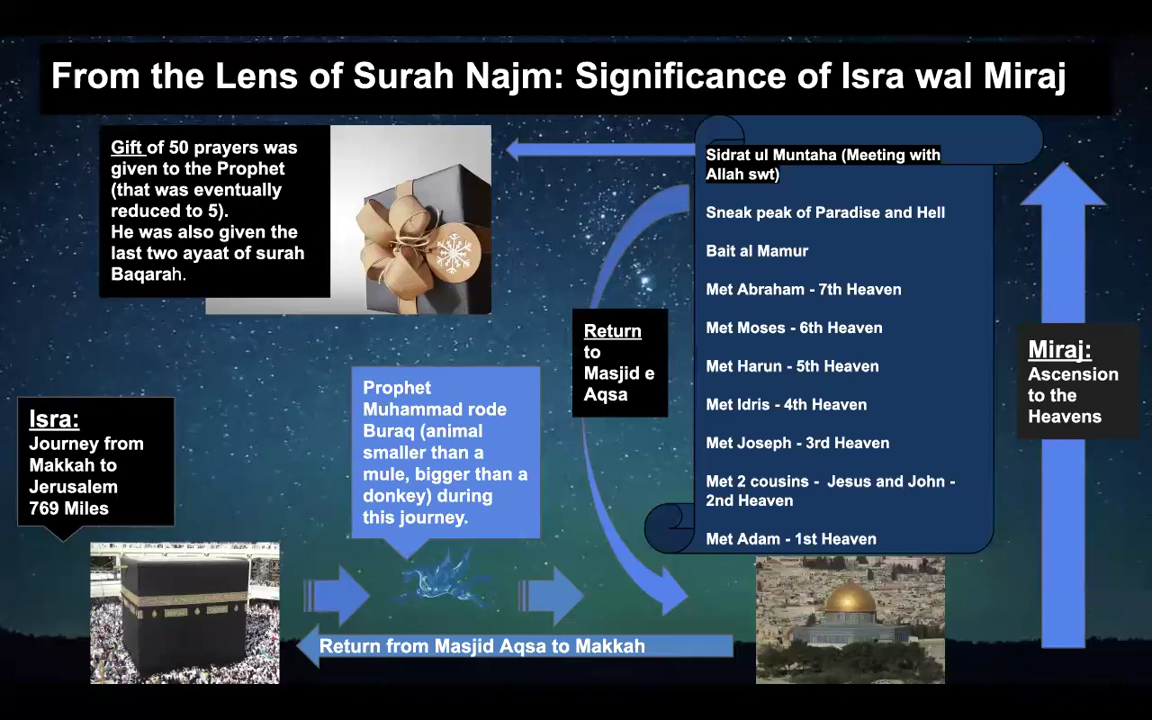 From the Lens of Surah Najm: Significance of Isra wal Miraj
Gift of 50 prayers was
given to the Prophet
(that was eventually
reduced to 5).
He was also given the
last two ayaat of surah
Baqarah.
Sidrat ul Muntaha (Meeting with
Allah swt)
Sneak peak of Paradise and Hell
Bait al Mamur
Met Abraham - 7th Heaven
Met Moses - 6th Heaven
Met Harun - 5th Heaven
Met Idris - 4th Heaven
Met Joseph - 3rd Heaven
Met 2 cousins - Jesus and John -
2nd Heaven
Met Adam - 1st Heaven
Return
to
Masjid e
Aqsa
Miraj:
Ascension
to the
Heavens
Isra:
Journey from
Makkah to
Jerusalem
769 Miles
Prophet
Muhammad rode
Buraq (animal
smaller than a
mule, bigger than a
donkey) during
this journey.
Return from Masjid Aqsa to Makkah